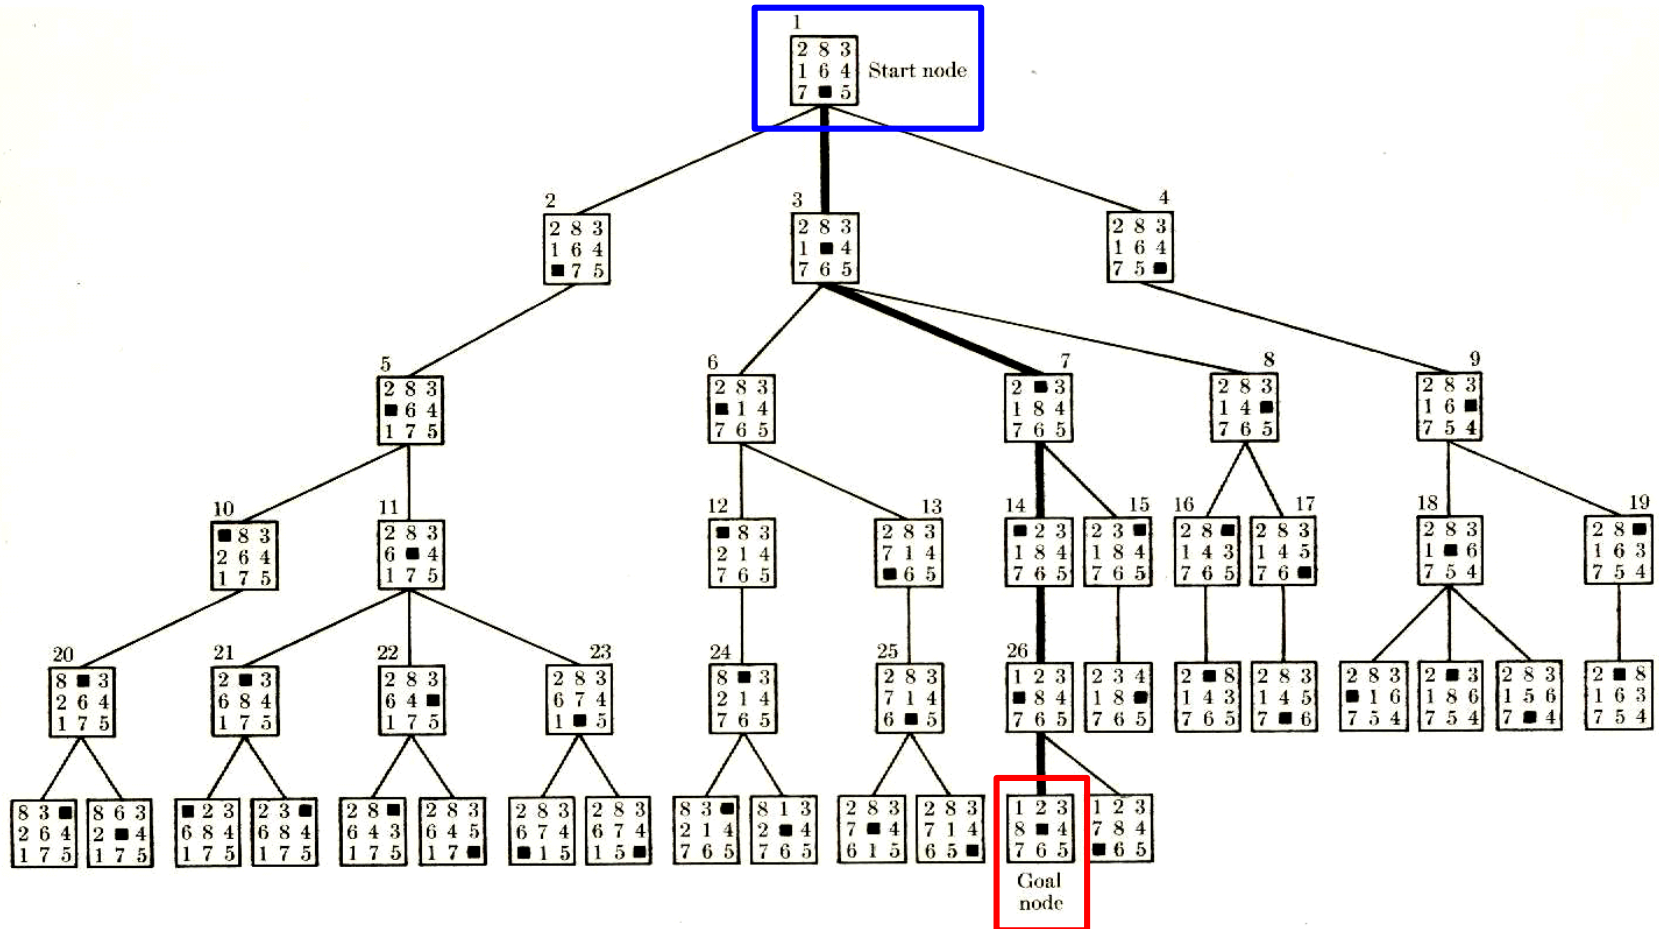 1
2 8 3
1 6 4
7 ■ 5
Start node
2
2 8 3
1 6 4
■ 7 5
3
2 8 3
1 ■ 4
7 6 5
4
2 8 3
1 6 4
7 5 ■
5
2 8 3
■ 6 4
1 7 5
6
2 8 3
■ 1 4
7 6 5
7
2 ■ 3
1 8 4
7 6 5
8
2 8 3
1 4 ■
7 6 5
9
2 8 3
1 6 ■
7 5 4
10
■ 8 3
2 6 4
1 7 5
11
2 8 3
6 ■ 4
1 7 5
12
■ 8 3
2 1 4
7 6 5
13
2 8 3
7 1 4
■ 6 5
14
■ 2 3
1 8 4
7 6 5
15
2 3 ■
1 8 4
7 6 5
16
2 8 ■
1 4 3
7 6 5
17
2 8 3
1 4 5
7 6 ■
18
2 8 3
1 ■ 6
7 5 4
19
2 8 ■
1 6 3
7 5 4
20
8 ■ 3
2 6 4
1 7 5
21
2 ■ 3
6 8 4
1 7 5
22
2 8 3
6 4 ■
1 7 5
23
2 8 3
6 7 4
1 ■ 5
24
8 ■ 3
2 1 4
7 6 5
25
2 8 3
7 1 4
6 ■ 5
26
1 2 3
■ 8 4
7 6 5
2 3 4
1 8 ■
7 6 5
2 ■ 8
1 4 3
7 6 5
2 8 3
1 4 5
7 ■ 6
2 8 3
■ 1 6
7 5 4
2 ■ 3
1 8 6
7 5 4
2 8 3
1 5 6
7 ■ 4
2 ■ 8
1 6 3
7 5 4
8 3 ■
2 6 4
1 7 5
8 6 3
2 ■ 4
1 7 5
■ 2 3
6 8 4
1 7 5
2 3 ■
6 8 4
1 7 5
2 8 ■
6 4 3
1 7 5
2 8 3
6 4 5
1 7 ■
2 8 3
6 7 4
■ 1 5
2 8 3
6 7 4
1 5 ■
8 3 ■
2 1 4
7 6 5
8 1 3
2 ■ 4
7 6 5
2 8 3
7 ■ 4
6 1 5
2 8 3
7 1 4
6 5 ■
1 2 3
8 ■ 4
7 6 5
Goal
node
1 2 3
7 8 4
■ 6 5